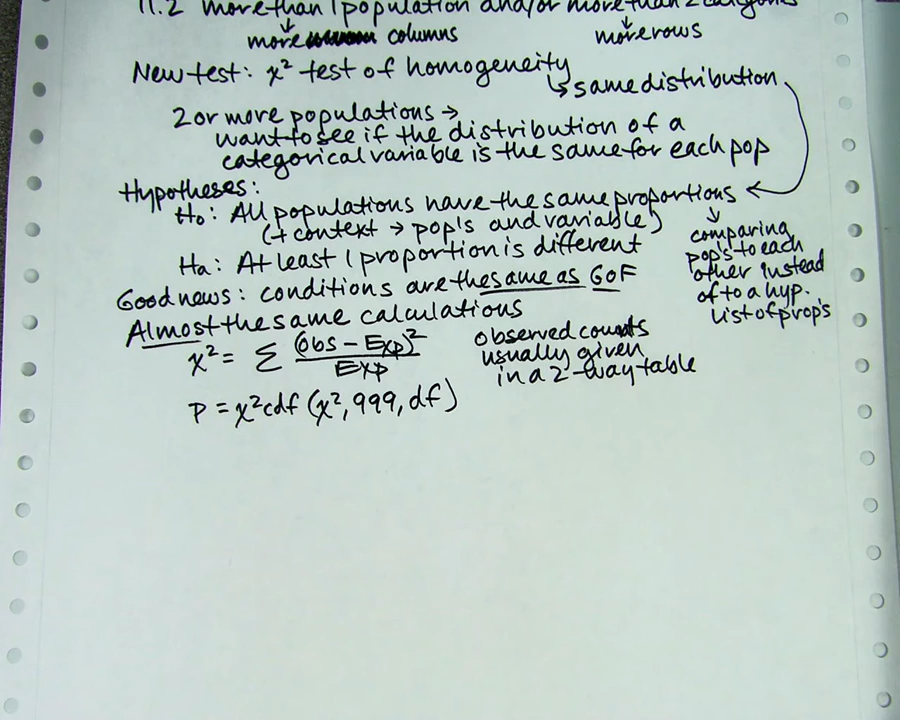 11.2 more than 1 population and/or more than 2 categories
more columns
more rows
New test: χ² test of homogeneity
↳ same distribution
2 or more populations →
want to see if the distribution of a
categorical variable is the same for each pop
Hypotheses:
Ho: All populations have the same proportions
(+ context → pop's and variable)
Ha: At least 1 proportion is different
comparing
pop's to each
other instead
of to a hyp.
list of prop's
Good news: conditions are the same as GoF
Almost the same calculations
χ² = Σ (Obs - Exp)² / Exp
observed counts
usually given
in a 2-way table
P = χ²cdf (χ², 999, df)